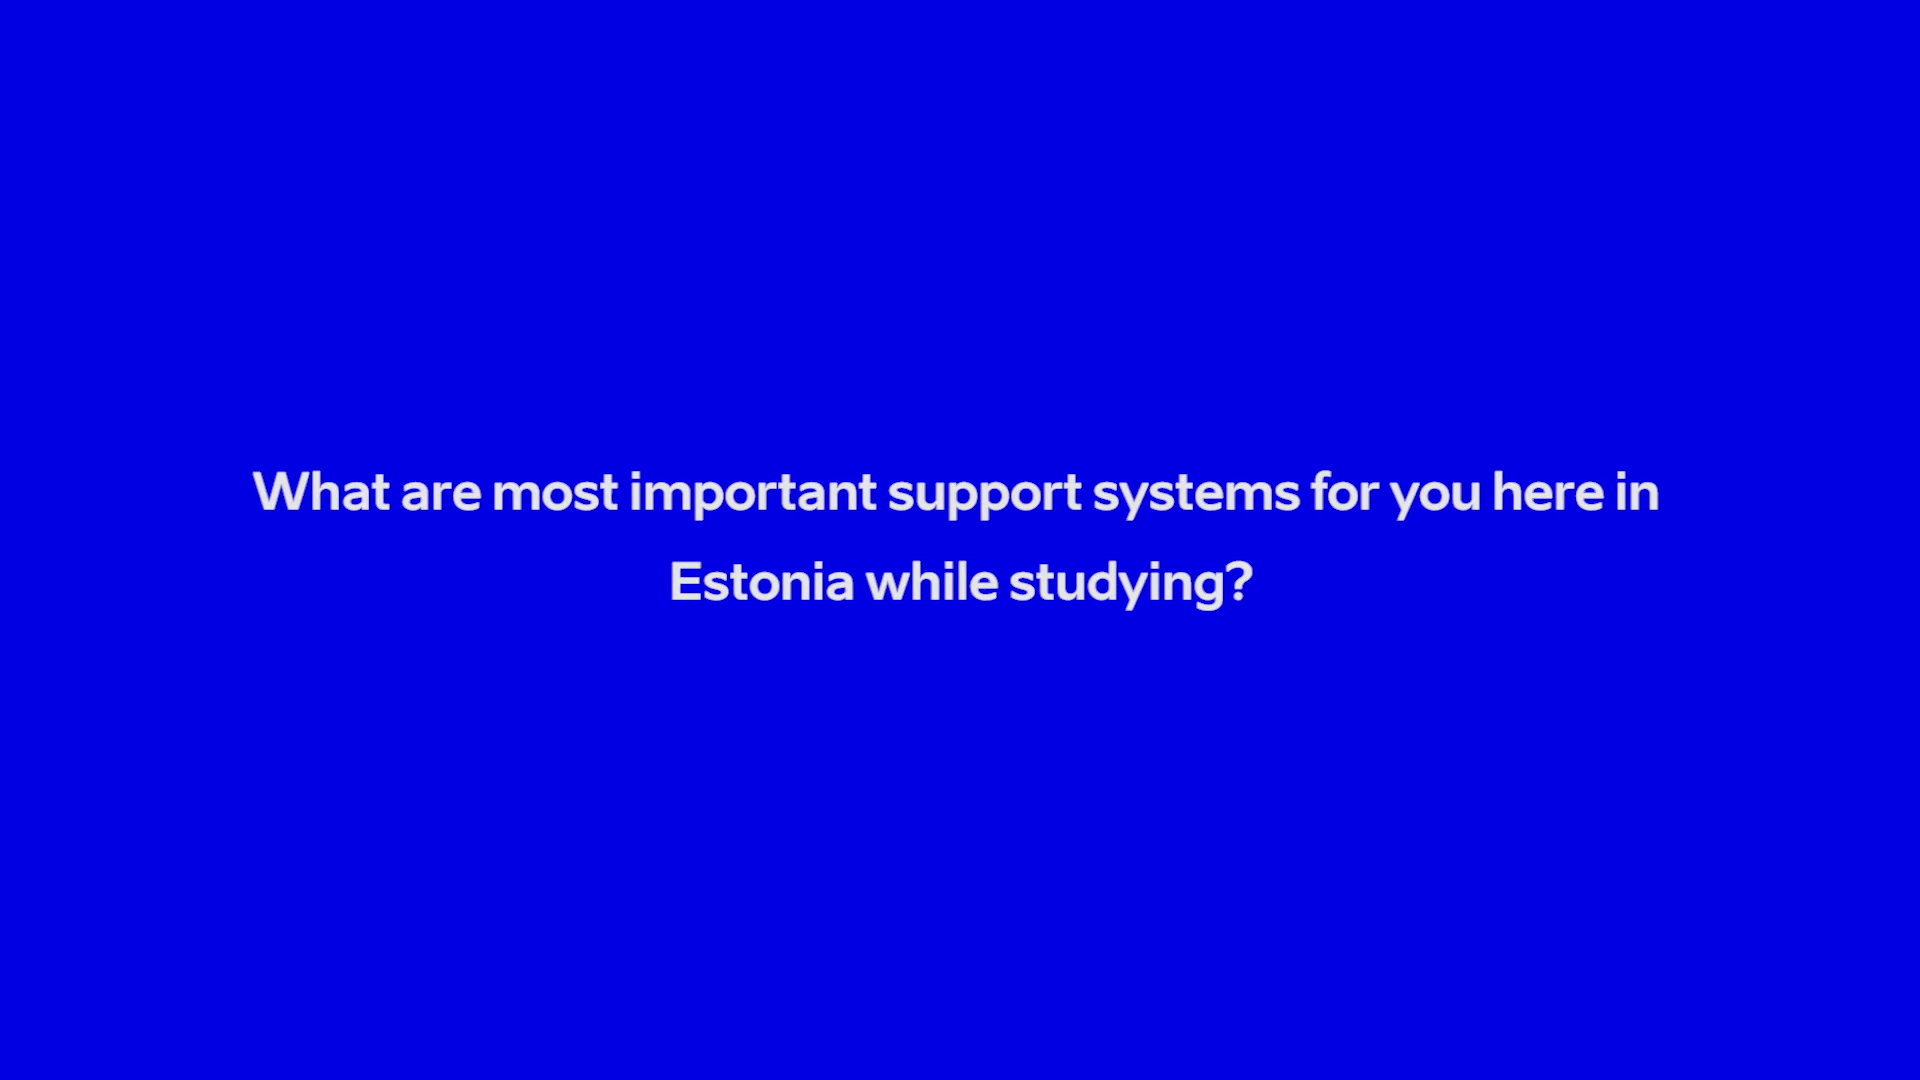 What are most important support systems for you here in
Estonia while studying?